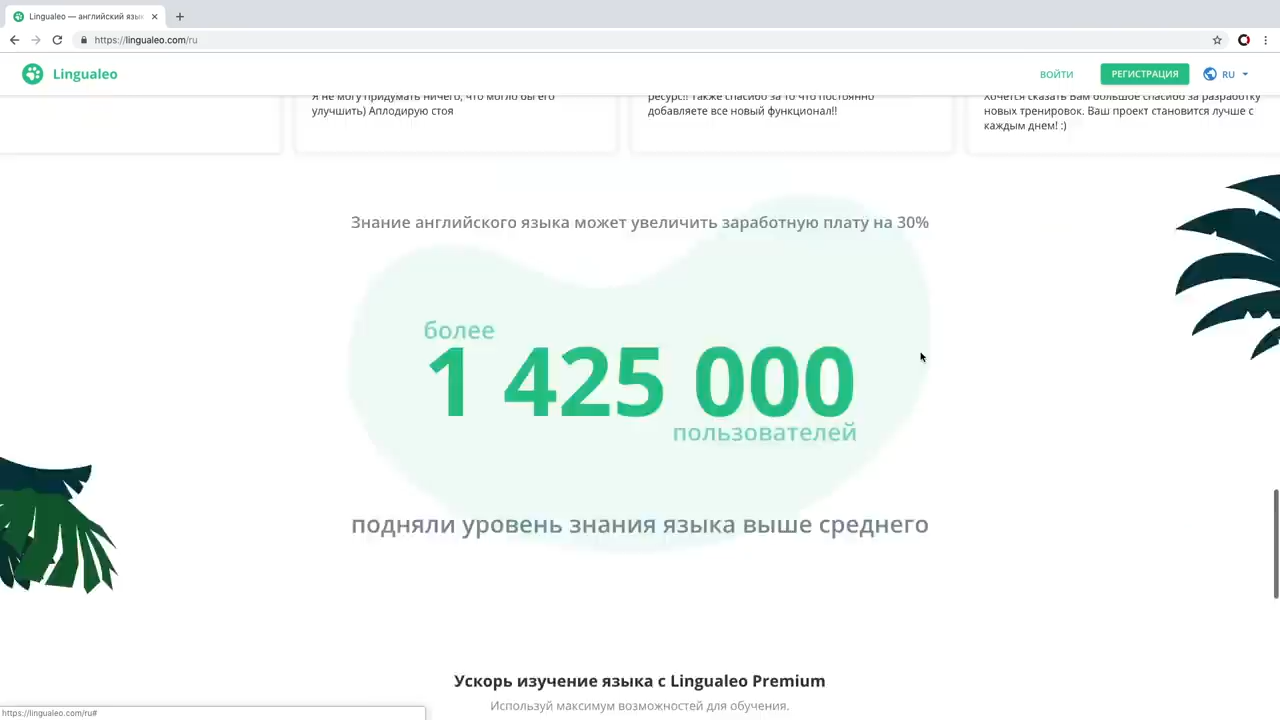 Lingualeo — английский язы
https://lingualeo.com/ru
Lingualeo
ВОЙТИ
РЕГИСТРАЦИЯ
RU
Я не могу придумать ничего, что могло бы его
улучшить) Аплодирую стоя
ресурс!! Также спасибо за то что постоянно
добавляете все новый функционал!!
Хочется сказать Вам большое спасибо за разработку
новых тренировок. Ваш проект становится лучше с
каждым днем! :)
Знание английского языка может увеличить заработную плату на 30%
более
1 425 000
пользователей
подняли уровень знания языка выше среднего
Ускорь изучение языка с Lingualeo Premium
Используй максимум возможностей для обучения.
https://lingualeo.com/ru#